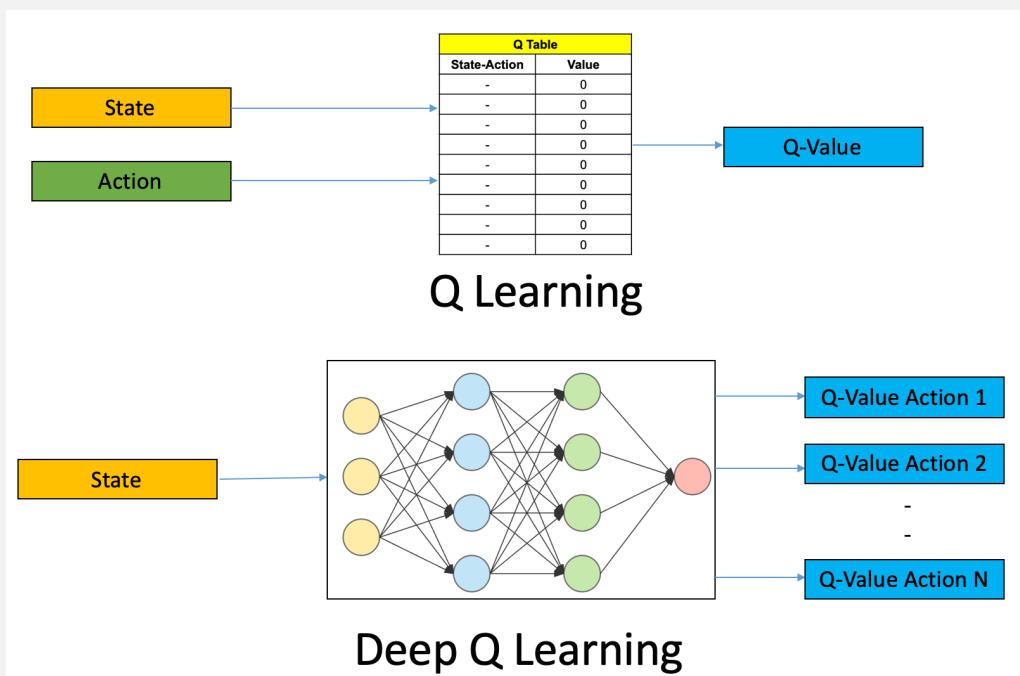 Q Table
State-Action Value
- 0
- 0
- 0
- 0
- 0
- 0
- 0
- 0
- 0
State
Action
Q-Value
Q Learning
State
Q-Value Action 1
Q-Value Action 2
-
-
Q-Value Action N
Deep Q Learning